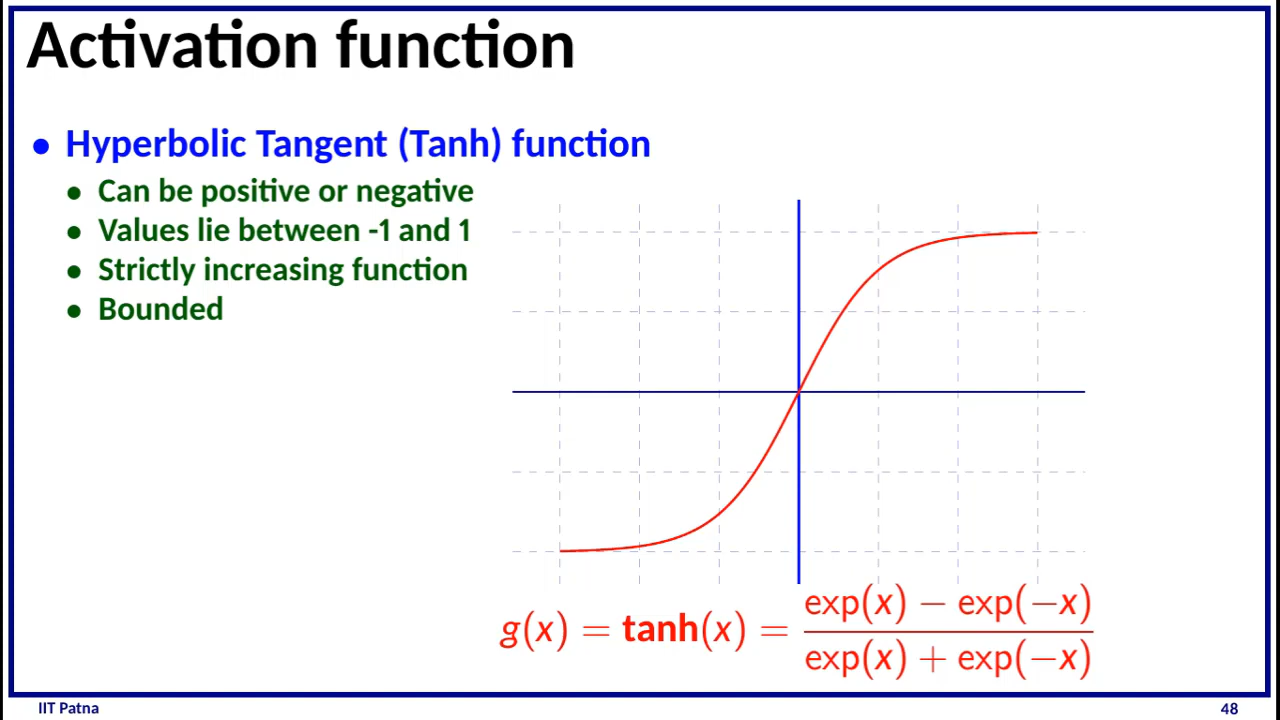 Activation function
• Hyperbolic Tangent (Tanh) function
• Can be positive or negative
• Values lie between -1 and 1
• Strictly increasing function
• Bounded
g(x) = tanh(x) = (exp(x) − exp(−x)) / (exp(x) + exp(−x))
IIT Patna
48